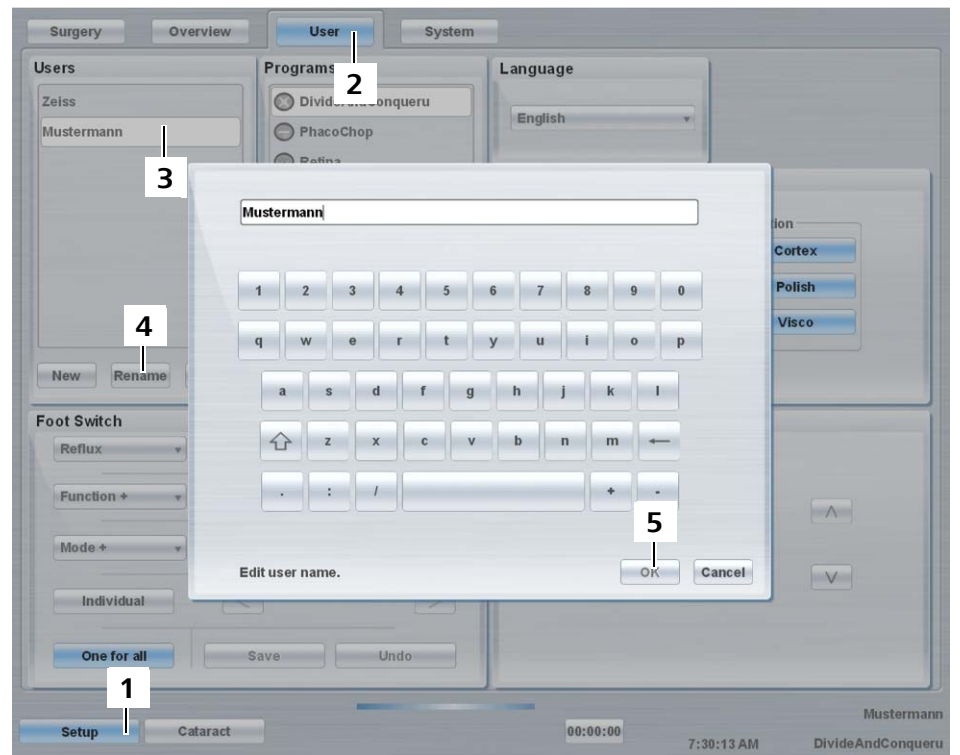 Surgery Overview User System
2
Users
Zeiss
Mustermann
3
Programs
DivideAndConqueru
PhacoChop
Retina
Language
English
Mustermann
1 2 3 4 5 6 7 8 9 0
q w e r t y u i o p
a s d f g h j k l
z x c v b n m
. : / + -
5
Edit user name.
OK Cancel
Cortex
Polish
Visco
4
New Rename
Foot Switch
Reflux
Function +
Mode +
Individual
One for all Save Undo
1
Setup Cataract 00:00:00
7:30:13 AM
Mustermann
DivideAndConqueru